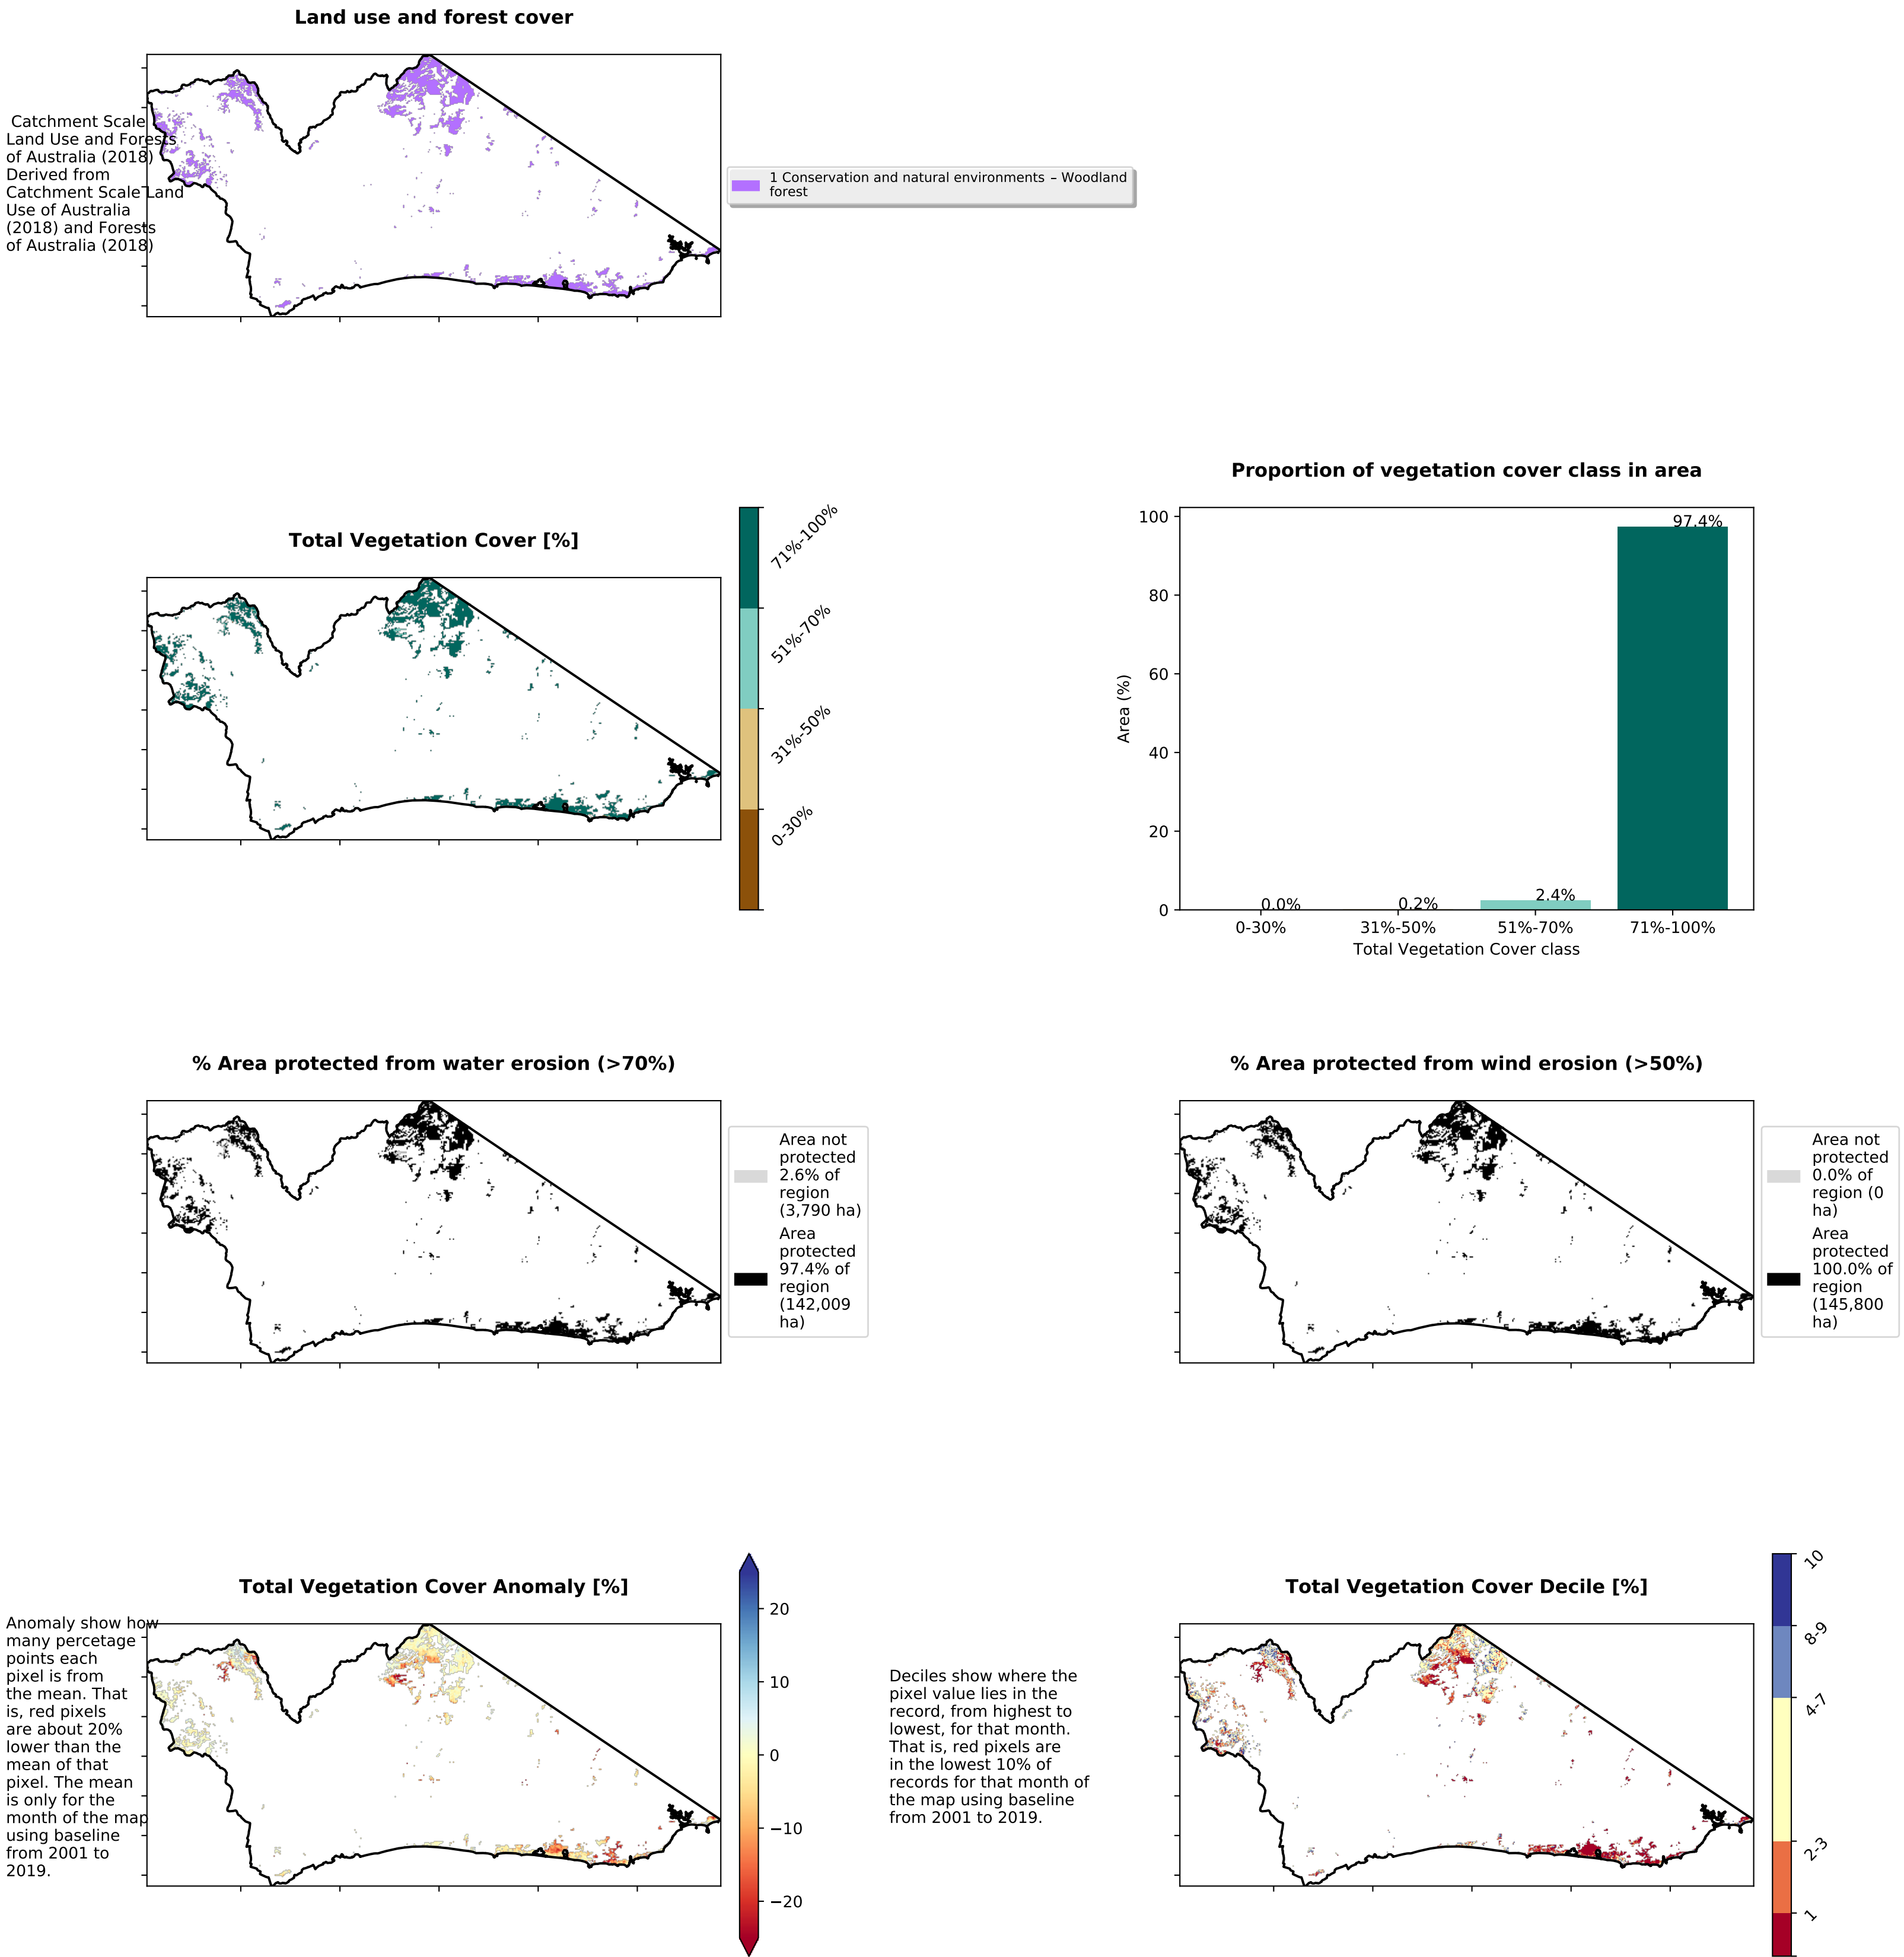 Land use and forest cover
Catchment Scale
Land Use and Forests
of Australia (2018)
Derived from
Catchment Scale Land
Use of Australia
(2018) and Forests
of Australia (2018)
1 Conservation and natural environments – Woodland
forest
Total Vegetation Cover [%]
71%-100%
51%-70%
31%-50%
0-30%
Proportion of vegetation cover class in area
Area (%)
100
80
60
40
20
0
0.0%
0.2%
2.4%
97.4%
0-30%
31%-50%
51%-70%
71%-100%
Total Vegetation Cover class
% Area protected from water erosion (>70%)
Area not
protected
2.6% of
region
(3,790 ha)
Area
protected
97.4% of
region
(142,009
ha)
% Area protected from wind erosion (>50%)
Area not
protected
0.0% of
region (0
ha)
Area
protected
100.0% of
region
(145,800
ha)
Total Vegetation Cover Anomaly [%]
Anomaly show how
many percetage
points each
pixel is from
the mean. That
is, red pixels
are about 20%
lower than the
mean of that
pixel. The mean
is only for the
month of the map
using baseline
from 2001 to
2019.
20
10
0
−10
−20
Total Vegetation Cover Decile [%]
Deciles show where the
pixel value lies in the
record, from highest to
lowest, for that month.
That is, red pixels are
in the lowest 10% of
records for that month of
the map using baseline
from 2001 to 2019.
10
8-9
4-7
2-3
1